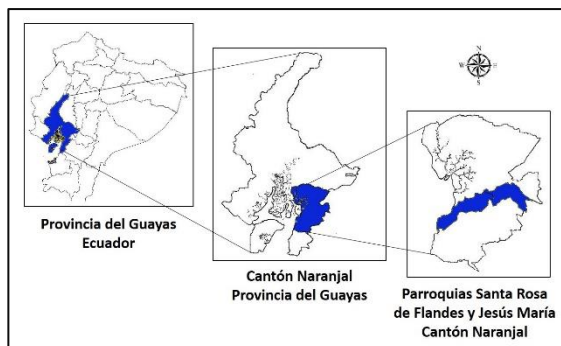 N
W E
S
Provincia del Guayas
Ecuador
Cantón Naranjal
Provincia del Guayas
Parroquias Santa Rosa
de Flandes y Jesús María
Cantón Naranjal